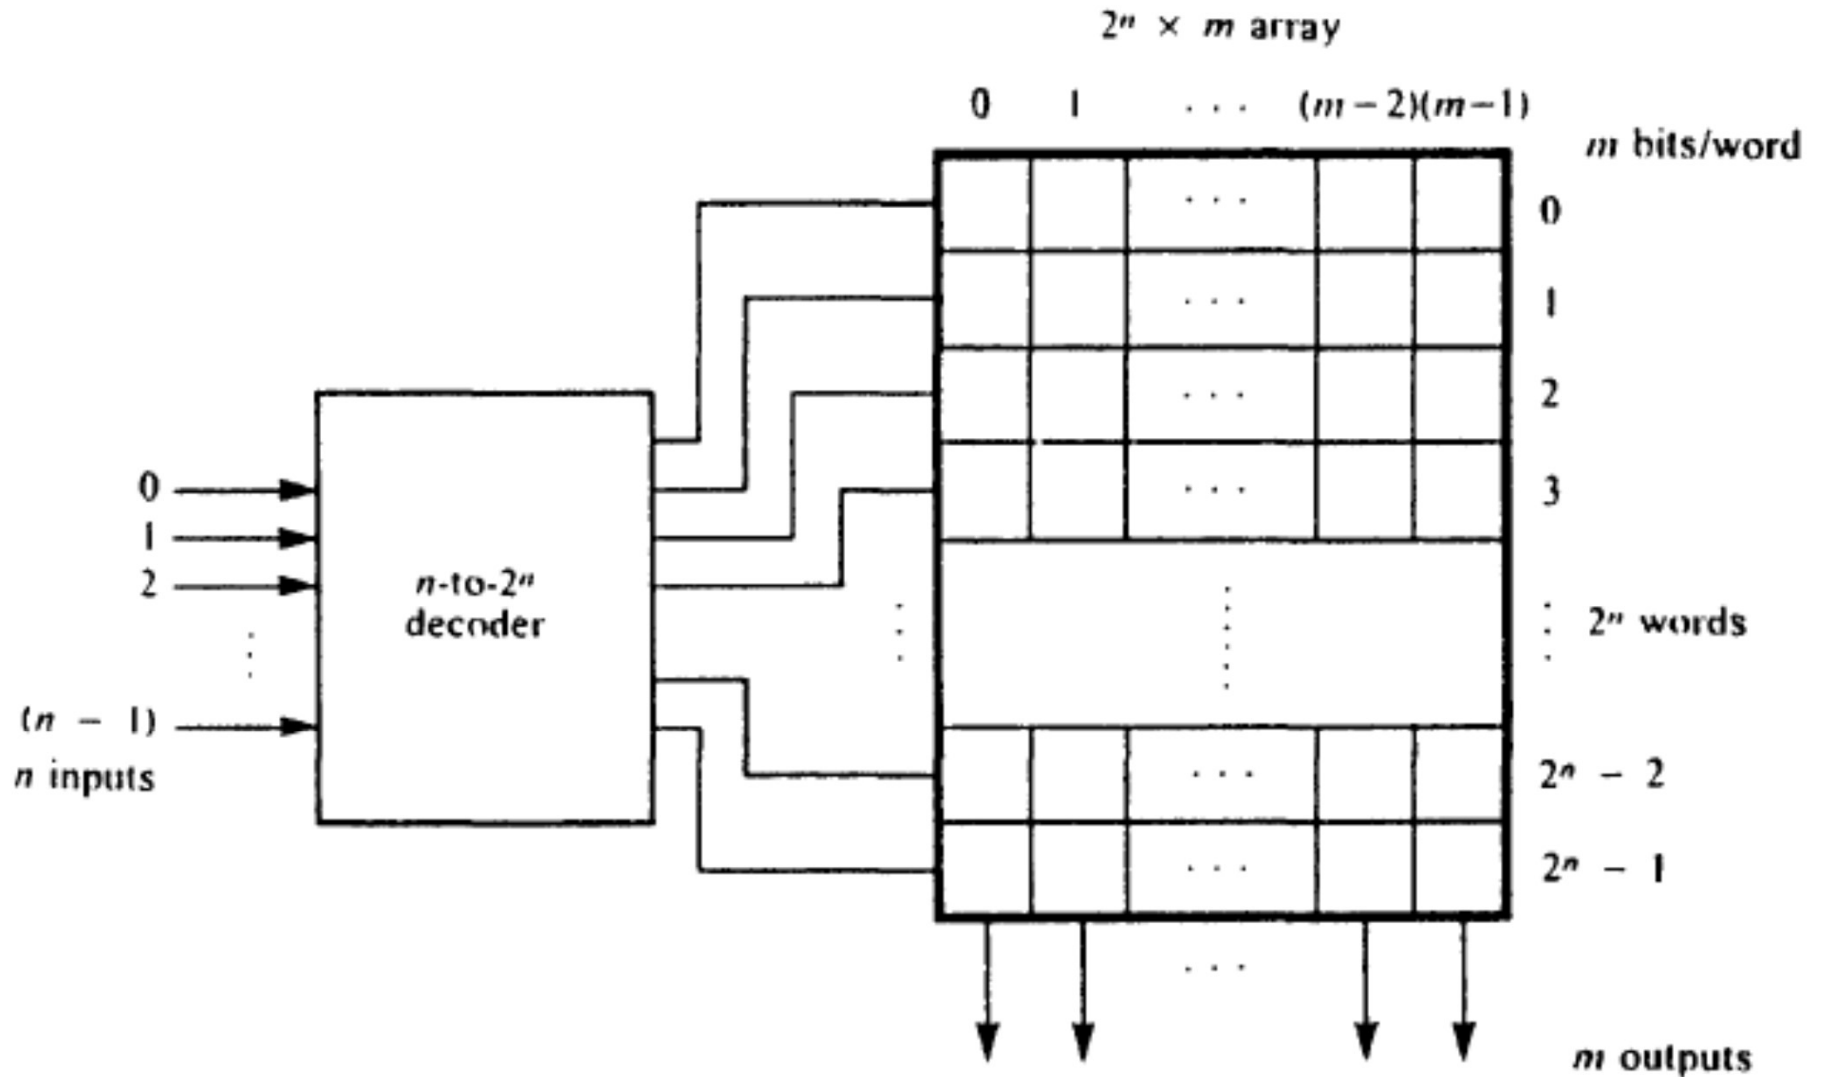 2ⁿ × m array
0 1 ... (m − 2)(m−1)
m bits/word
0
1
2
3
0
1
2
⋮
(n − 1)
n inputs
n-to-2ⁿ
decoder
⋮ 2ⁿ words
2ⁿ − 2
2ⁿ − 1
m outputs